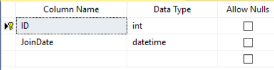 Column Name Data Type Allow Nulls
ID int
JoinDate datetime